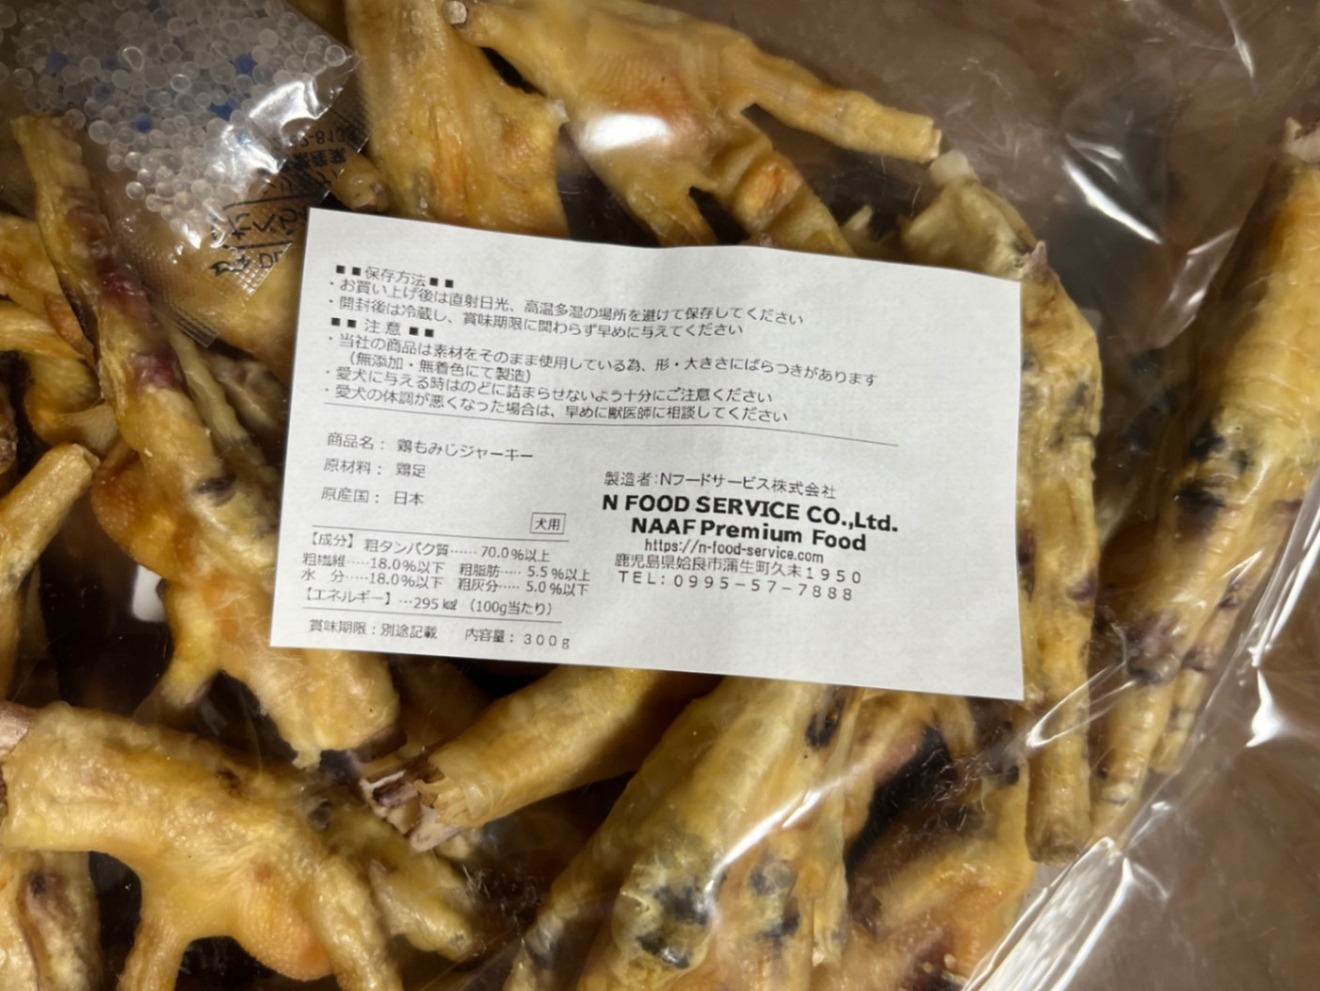 ■■保存方法■■
・お買い上げ後は直射日光、高温多湿の場所を避けて保存してください
・開封後は冷蔵し、賞味期限に関わらず早めに与えてください
■■ 注 意 ■■
・当社の商品は素材をそのまま使用している為、形・大きさにばらつきがあります
（無添加・無着色にて製造）
・愛犬に与える時はのどに詰まらせないよう十分にご注意ください
・愛犬の体調が悪くなった場合は、早めに獣医師に相談してください
商品名： 鶏もみじジャーキー
原材料： 鶏足
原産国： 日本
犬用
【成分】 粗タンパク質…… 70.0%以上
粗繊維……18.0%以下 粗脂肪…… 5.5%以上
水 分……18.0%以下 粗灰分…… 5.0%以下
【エネルギー】…295㎉ （100g当たり）
賞味期限：別途記載 内容量：３００ｇ
製造者:Nフードサービス株式会社
N FOOD SERVICE CO.,Ltd.
NAAF Premium Food
https://n-food-service.com
鹿児島県姶良市蒲生町久末１９５０
ＴＥＬ：０９９５－５７－７８８８